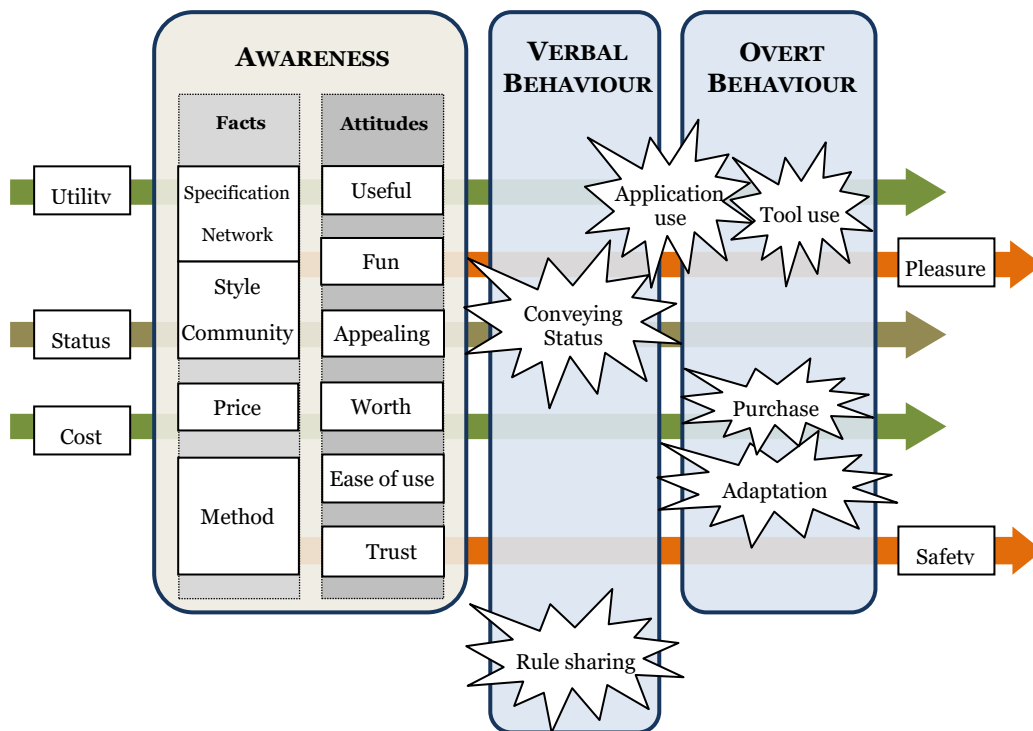 AWARENESS
VERBAL
BEHAVIOUR
OVERT
BEHAVIOUR
Facts
Attitudes
Utility
Specification
Network
Useful
Application
use
Tool use
Fun
Pleasure
Style
Community
Conveying
Status
Status
Appealing
Cost
Price
Worth
Purchase
Method
Ease of use
Adaptation
Trust
Safety
Rule sharing